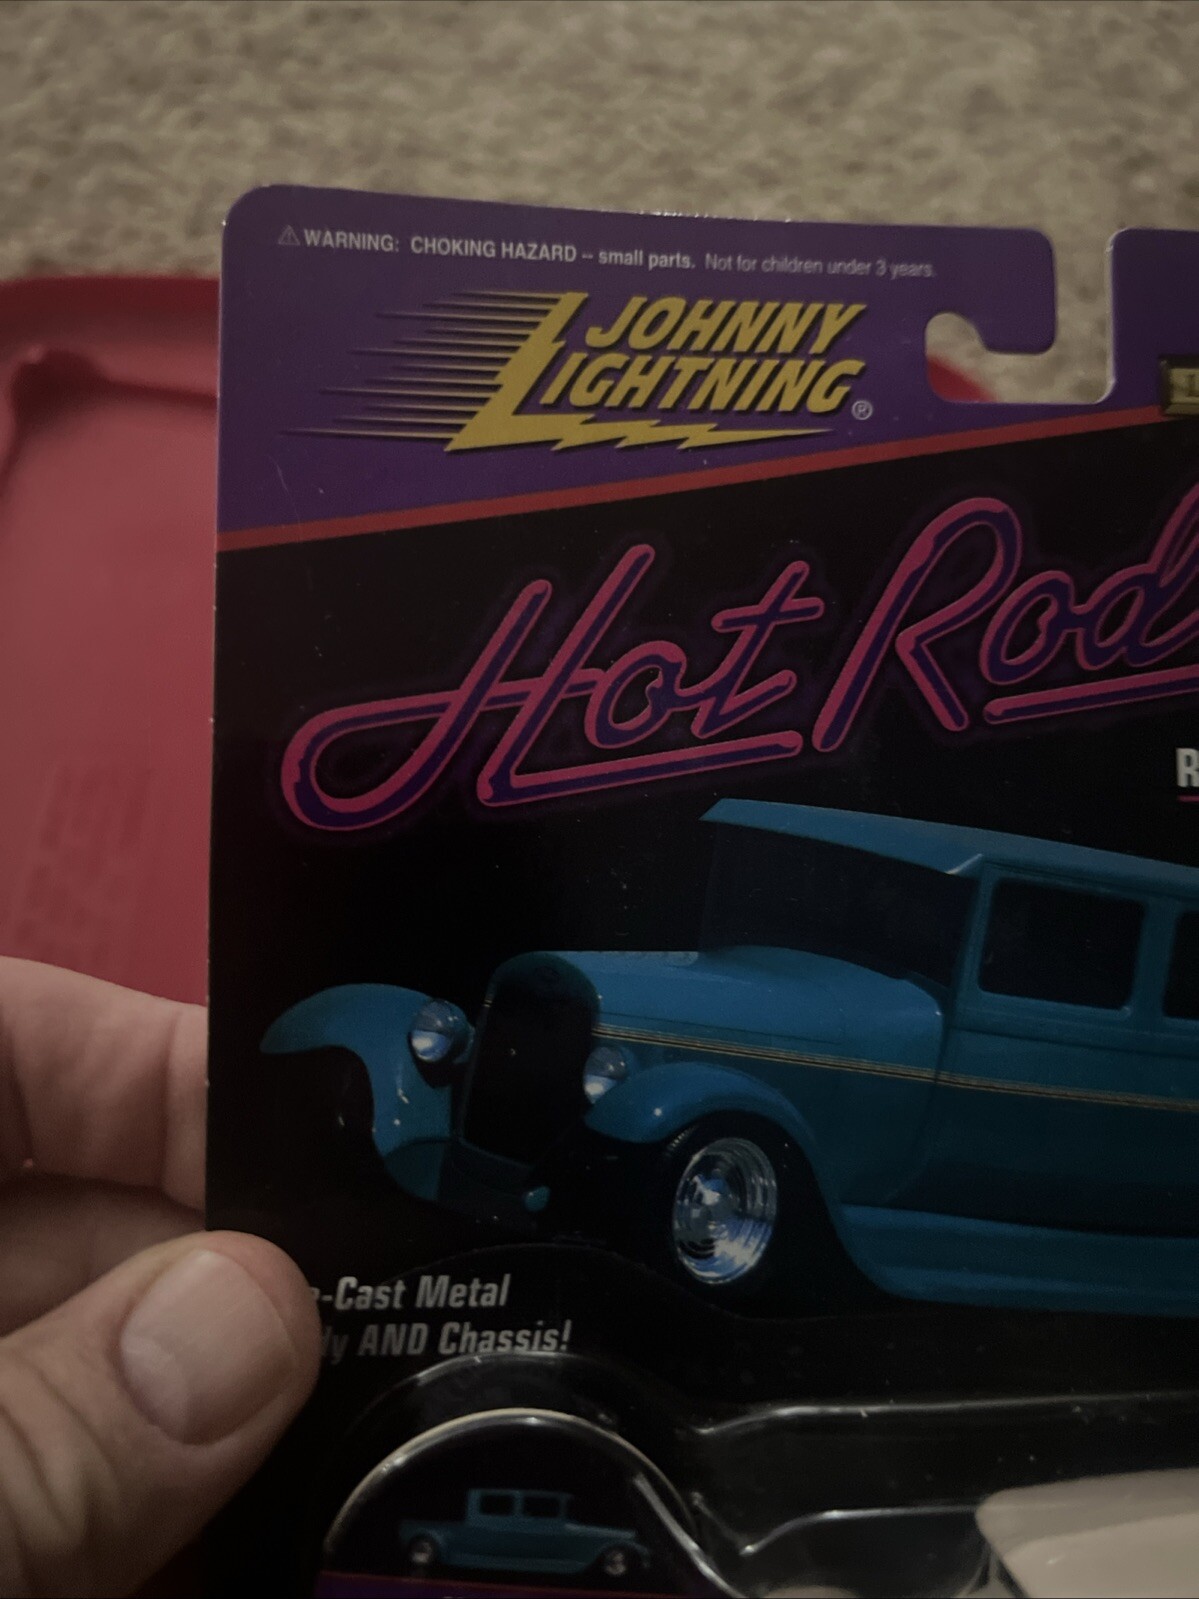 ⚠ WARNING: CHOKING HAZARD -- small parts. Not for children under 3 years.
JOHNNY
LIGHTNING®
Hot Rod
-Cast Metal
AND Chassis!